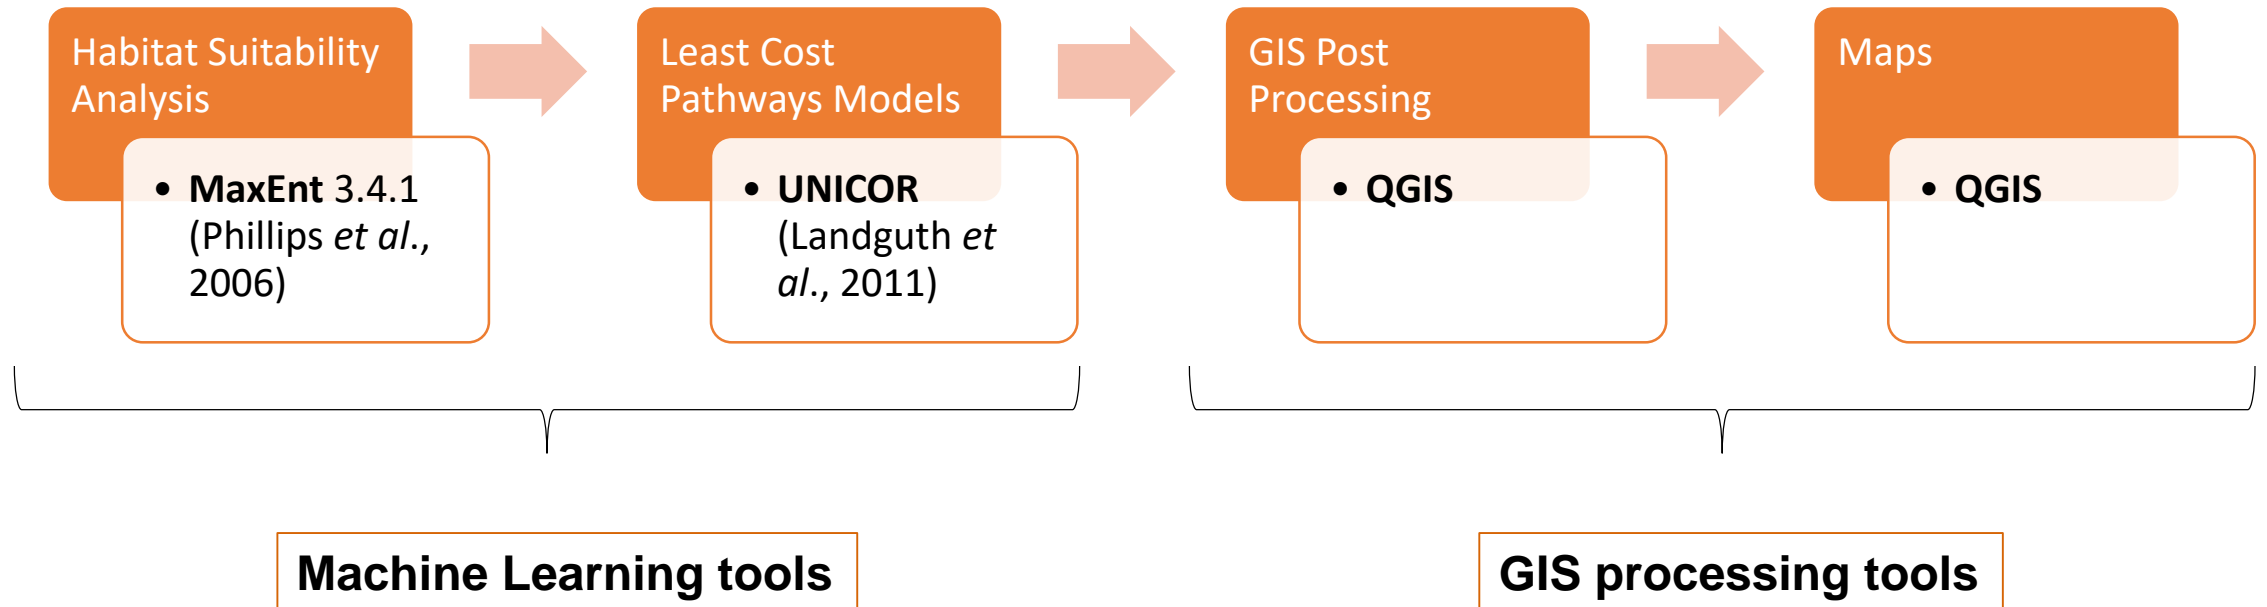 Habitat Suitability
Analysis
• MaxEnt 3.4.1
(Phillips et al.,
2006)
Least Cost
Pathways Models
• UNICOR
(Landguth et
al., 2011)
GIS Post
Processing
• QGIS
Maps
• QGIS
Machine Learning tools
GIS processing tools